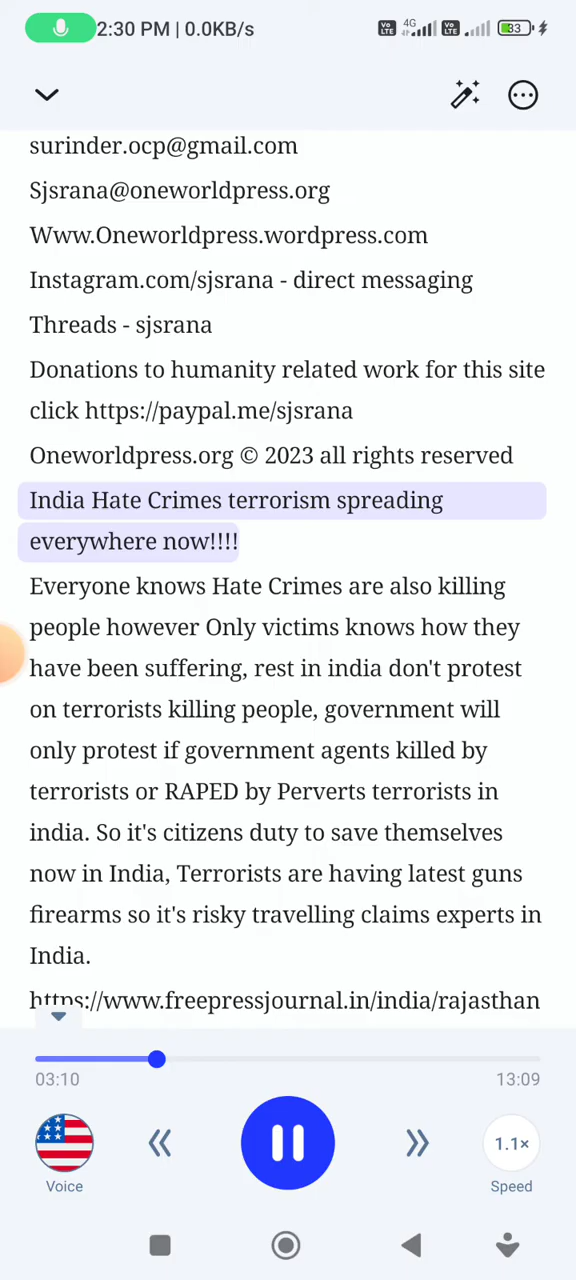 2:30 PM | 0.0KB/s
Vo LTE 4G Vo LTE 33
surinder.ocp@gmail.com
Sjsrana@oneworldpress.org
Www.Oneworldpress.wordpress.com
Instagram.com/sjsrana - direct messaging
Threads - sjsrana
Donations to humanity related work for this site
click https://paypal.me/sjsrana
Oneworldpress.org © 2023 all rights reserved
India Hate Crimes terrorism spreading
everywhere now!!!!
Everyone knows Hate Crimes are also killing
people however Only victims knows how they
have been suffering, rest in india don't protest
on terrorists killing people, government will
only protest if government agents killed by
terrorists or RAPED by Perverts terrorists in
india. So it's citizens duty to save themselves
now in India, Terrorists are having latest guns
firearms so it's risky travelling claims experts in
India.
https://www.freepressjournal.in/india/rajasthan
03:10
13:09
1.1×
Voice
Speed